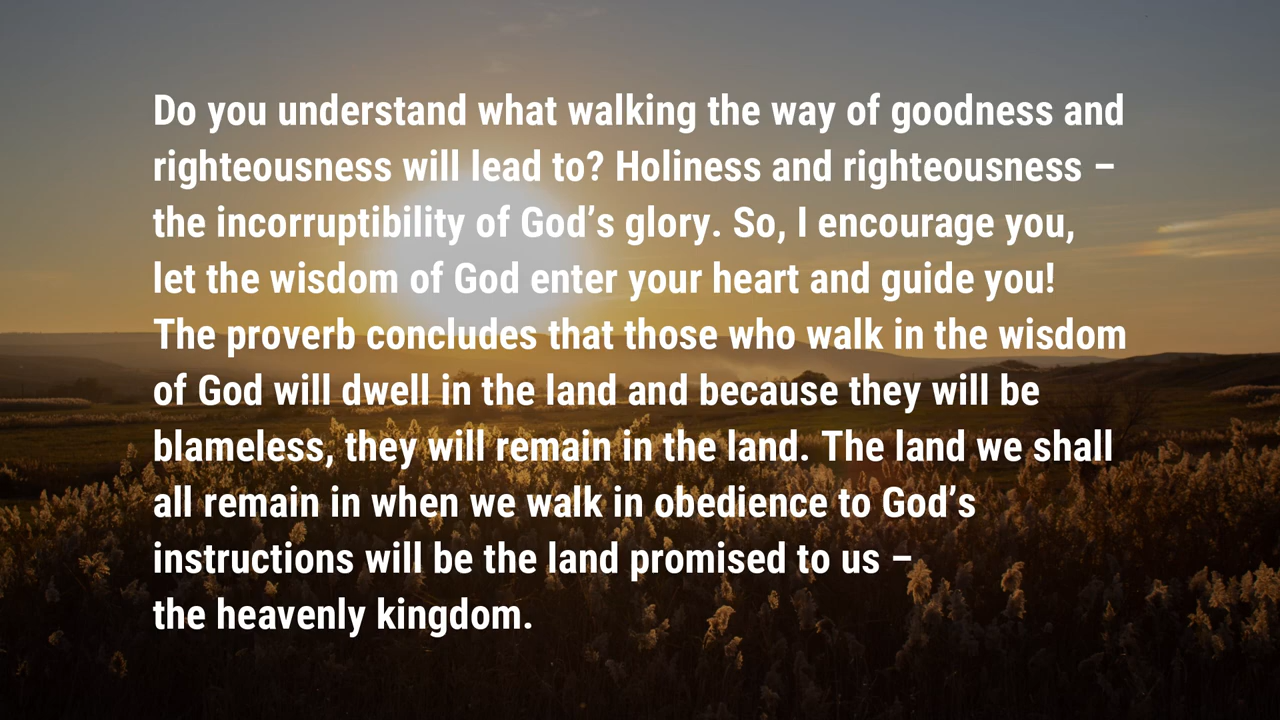 Do you understand what walking the way of goodness and
righteousness will lead to? Holiness and righteousness –
the incorruptibility of God’s glory. So, I encourage you,
let the wisdom of God enter your heart and guide you!
The proverb concludes that those who walk in the wisdom
of God will dwell in the land and because they will be
blameless, they will remain in the land. The land we shall
all remain in when we walk in obedience to God’s
instructions will be the land promised to us –
the heavenly kingdom.